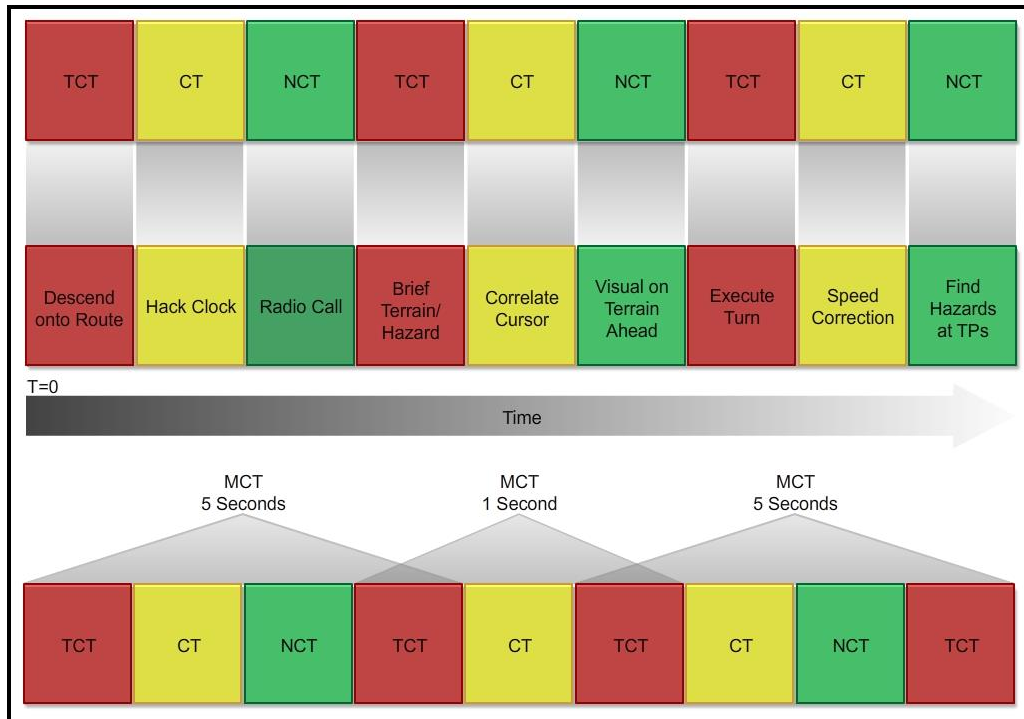 TCT
CT
NCT
TCT
CT
NCT
TCT
CT
NCT
Descend
onto Route
Hack Clock
Radio Call
Brief
Terrain/
Hazard
Correlate
Cursor
Visual on
Terrain
Ahead
Execute
Turn
Speed
Correction
Find
Hazards
at TPs
T=0
Time
MCT
5 Seconds
MCT
1 Second
MCT
5 Seconds
TCT
CT
NCT
TCT
CT
TCT
CT
NCT
TCT